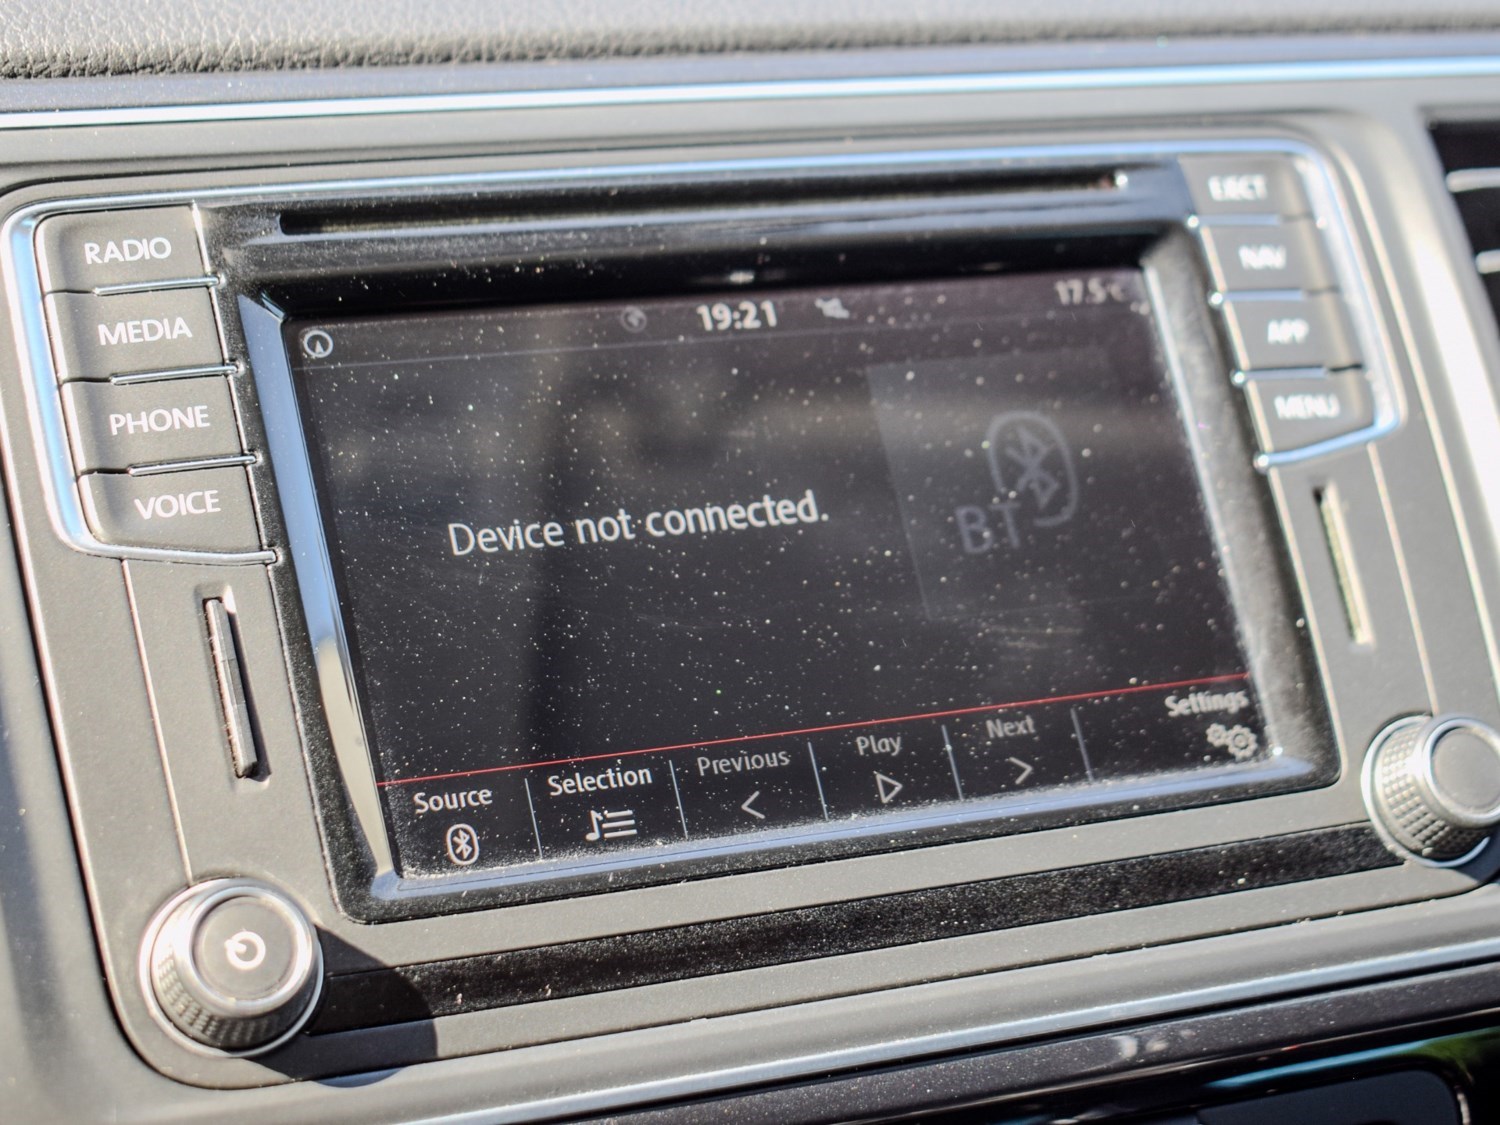 RADIO
MEDIA
PHONE
VOICE
EJECT
NAV
APP
MENU
19:21
17.5°C
Device not connected.
BT
Source
Selection
Previous
Play
Next
Settings